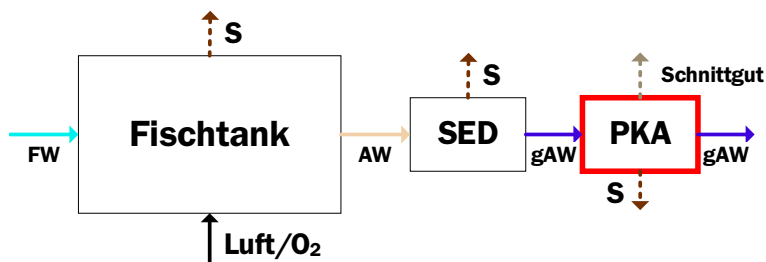 S
S
Schnittgut
Fischtank
SED
PKA
FW
AW
gAW
gAW
S
Luft/O₂